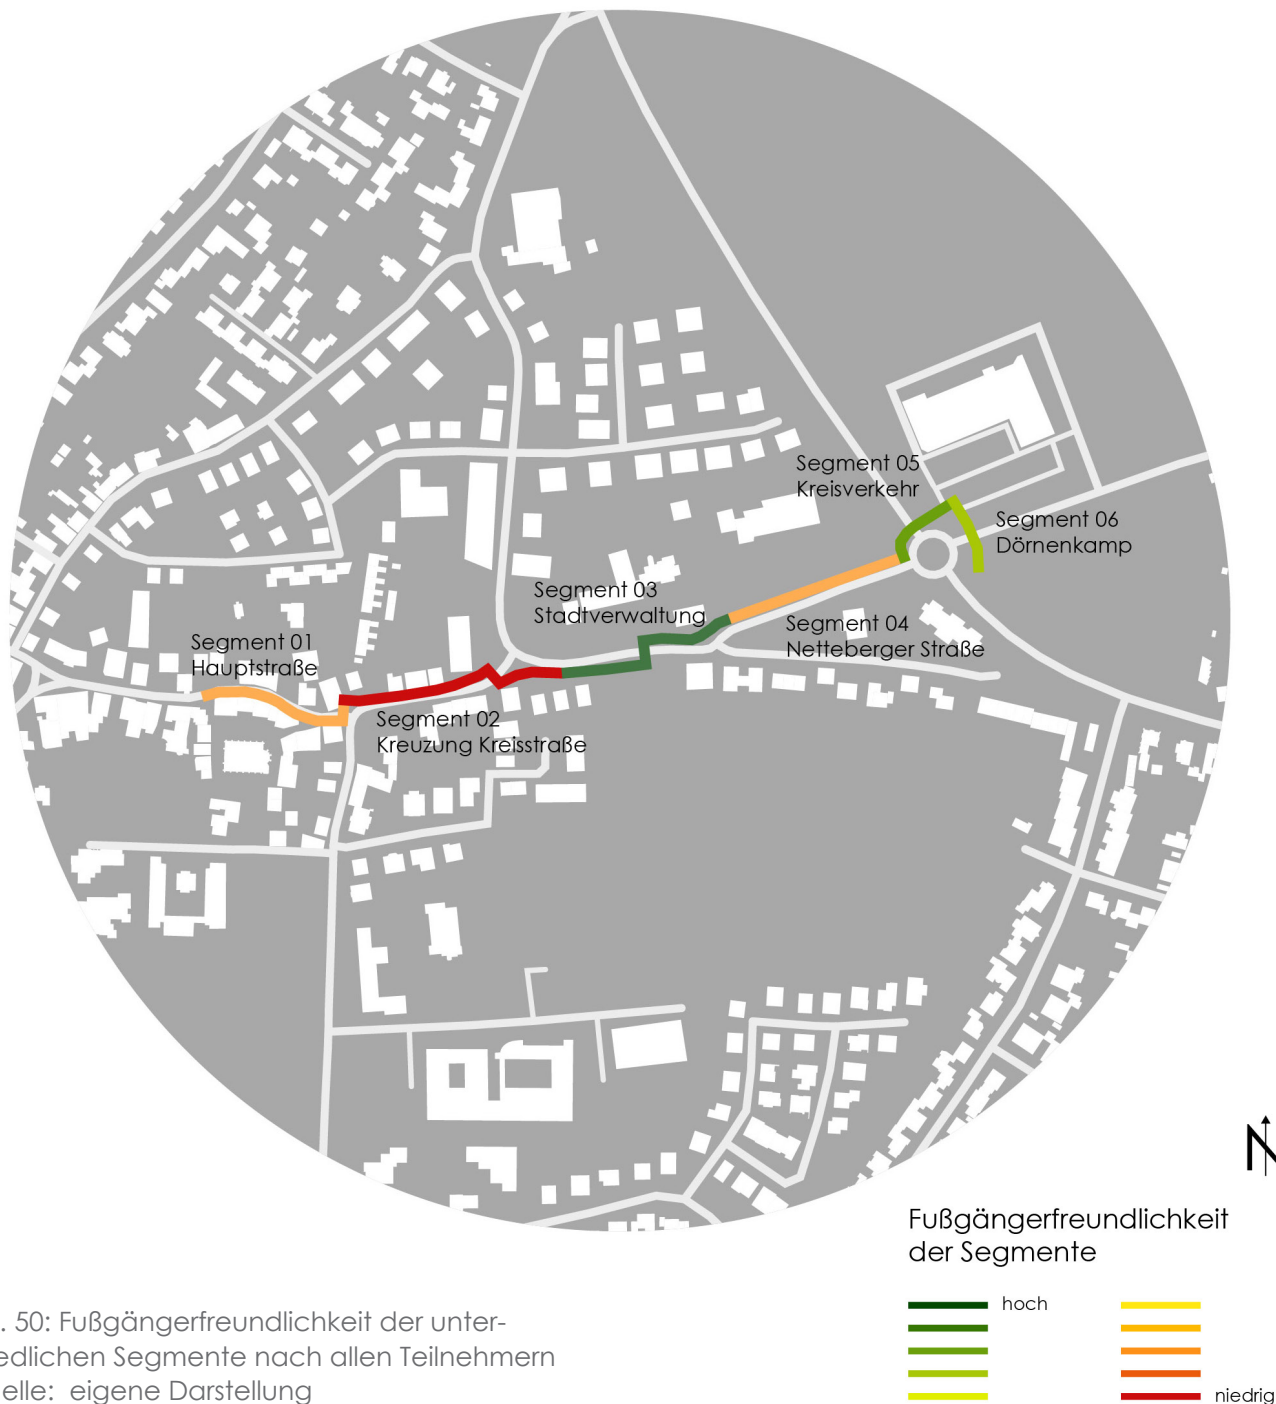 Segment 05
Kreisverkehr
Segment 06
Dörnenkamp
Segment 03
Stadtverwaltung
Segment 04
Netteberger Straße
Segment 01
Hauptstraße
Segment 02
Kreuzung Kreisstraße
N
Fußgängerfreundlichkeit
der Segmente
hoch
niedrig
. 50: Fußgängerfreundlichkeit der unter-
edlichen Segmente nach allen Teilnehmern
elle: eigene Darstellung